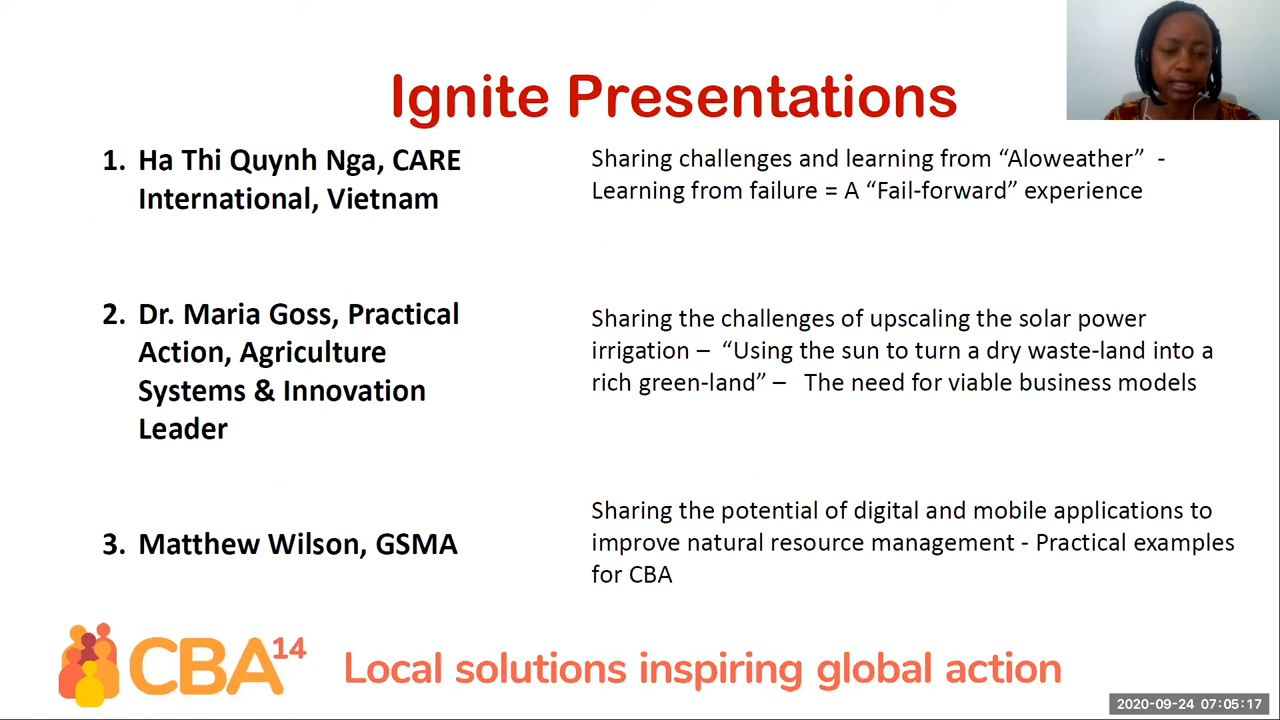 Ignite Presentations
1. Ha Thi Quynh Nga, CARE
International, Vietnam
Sharing challenges and learning from “Aloweather”  -
Learning from failure = A “Fail-forward” experience
2. Dr. Maria Goss, Practical
Action, Agriculture
Systems & Innovation
Leader
Sharing the challenges of upscaling the solar power
irrigation – “Using the sun to turn a dry waste-land into a
rich green-land” – The need for viable business models
3. Matthew Wilson, GSMA
Sharing the potential of digital and mobile applications to
improve natural resource management - Practical examples
for CBA
CBA14
Local solutions inspiring global action
2020-09-24 07:05:17